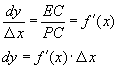 dy/Δx = EC/PC = f'(x)
dy = f'(x)·Δx